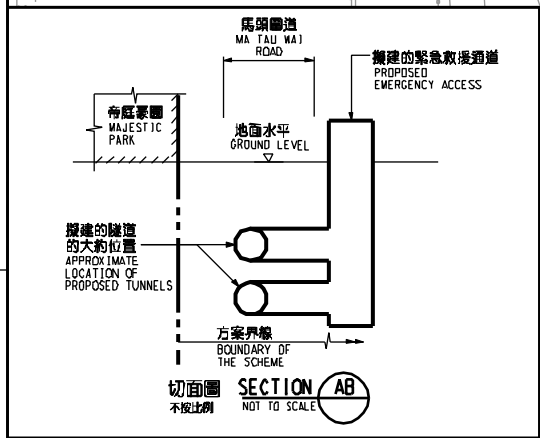 馬頭圍道
MA TAU WAI
ROAD
擬建的緊急救援通道
PROPOSED
EMERGENCY ACCESS
帝庭豪園
MAJESTIC
PARK
地面水平
GROUND LEVEL
擬建的隧道
的大約位置
APPROXIMATE
LOCATION OF
PROPOSED TUNNELS
方案界線
BOUNDARY OF
THE SCHEME
切面圖 SECTION AB
不按比例 NOT TO SCALE